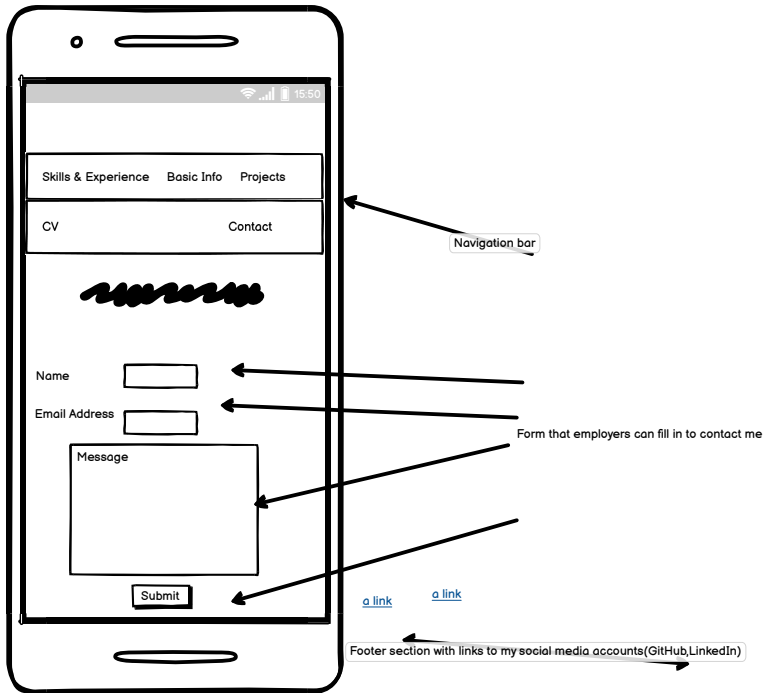 15:50
Skills & Experience Basic Info Projects
CV Contact
Navigation bar
Name
Email Address
Form that employers can fill in to contact me
Message
Submit
a link a link
Footer section with links to my social media accounts(GitHub,LinkedIn)